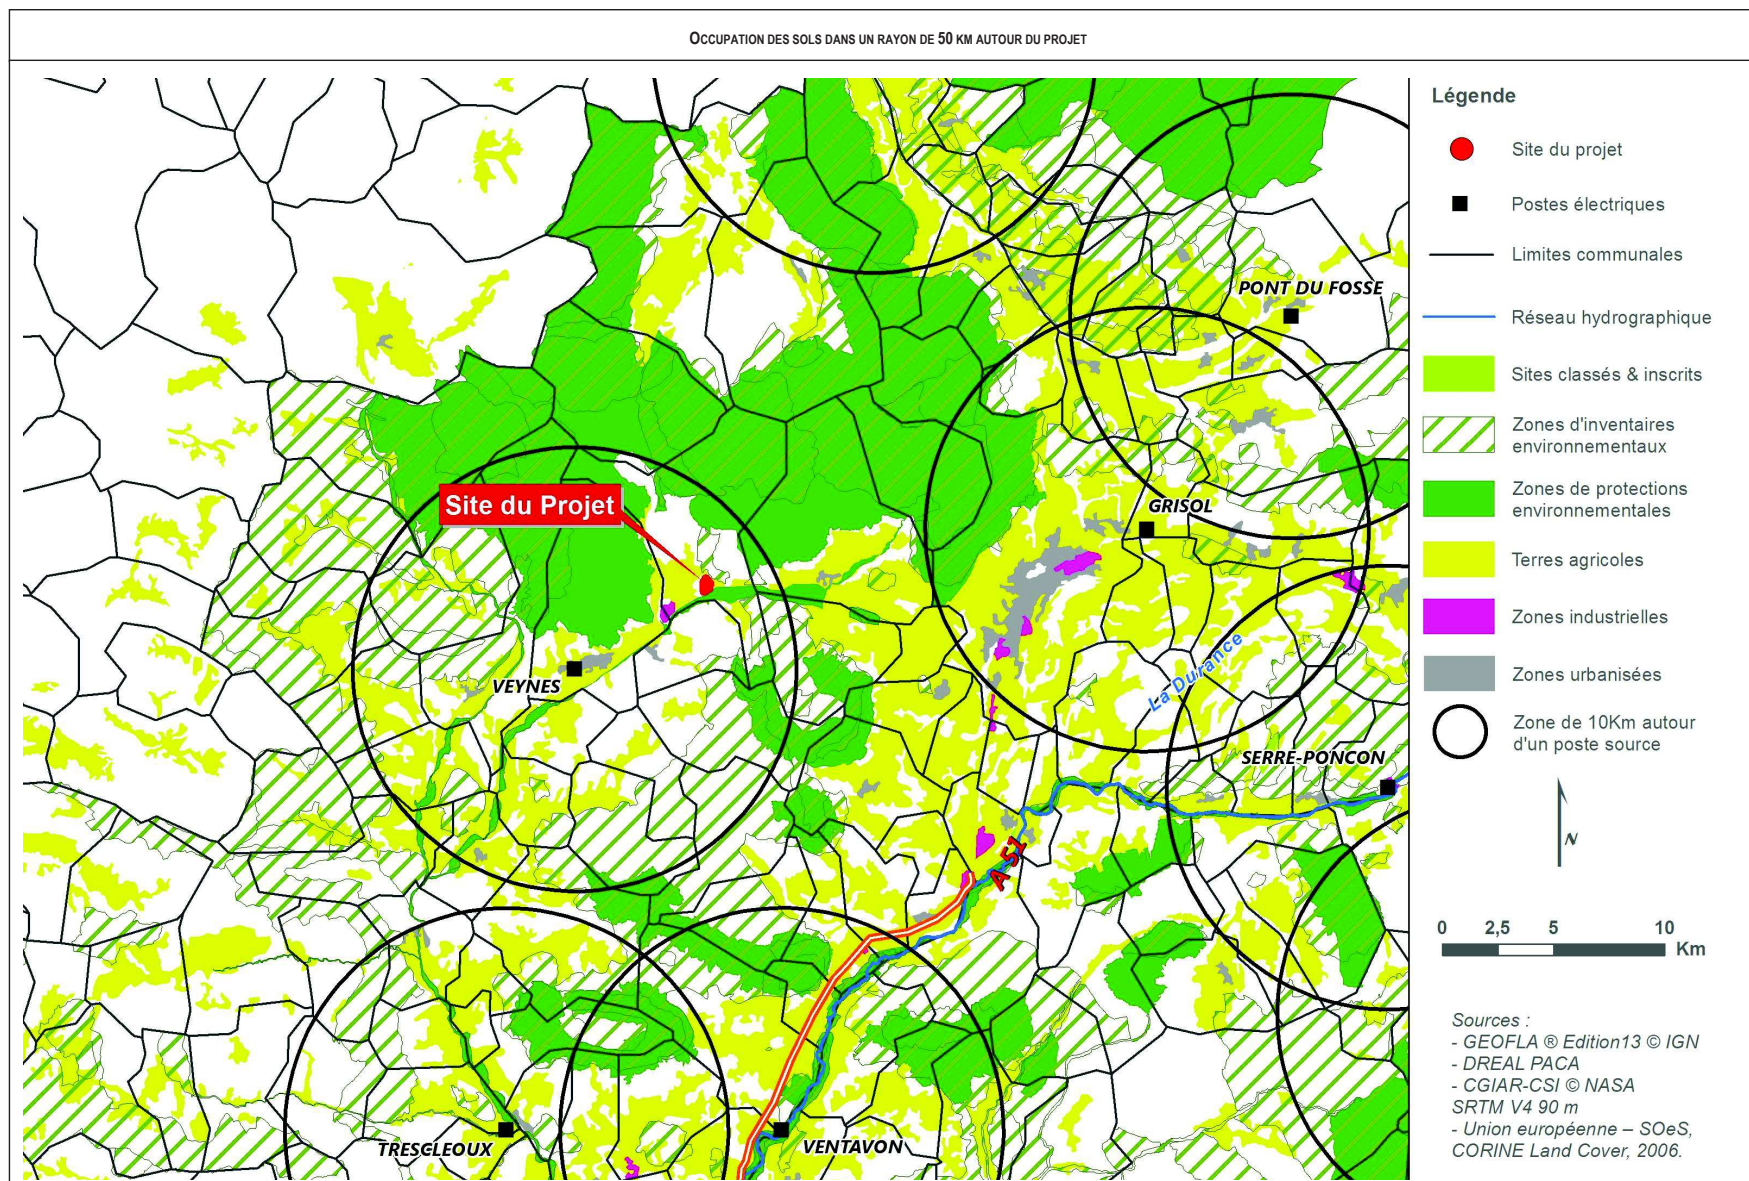 OCCUPATION DES SOLS DANS UN RAYON DE 50 KM AUTOUR DU PROJET
Légende
Site du projet
Postes électriques
Limites communales
Réseau hydrographique
Sites classés & inscrits
Zones d'inventaires
environnementaux
Zones de protections
environnementales
Terres agricoles
Zones industrielles
Zones urbanisées
Zone de 10Km autour
d'un poste source
N
0 2,5 5 10
Km
Sources :
- GEOFLA ® Edition13 © IGN
- DREAL PACA
- CGIAR-CSI © NASA
SRTM V4 90 m
- Union européenne – SOeS,
CORINE Land Cover, 2006.
PONT DU FOSSE
Site du Projet
GRISOL
VEYNES
La Durance
SERRE-PONCON
A 51
TRESCLEOUX
VENTAVON